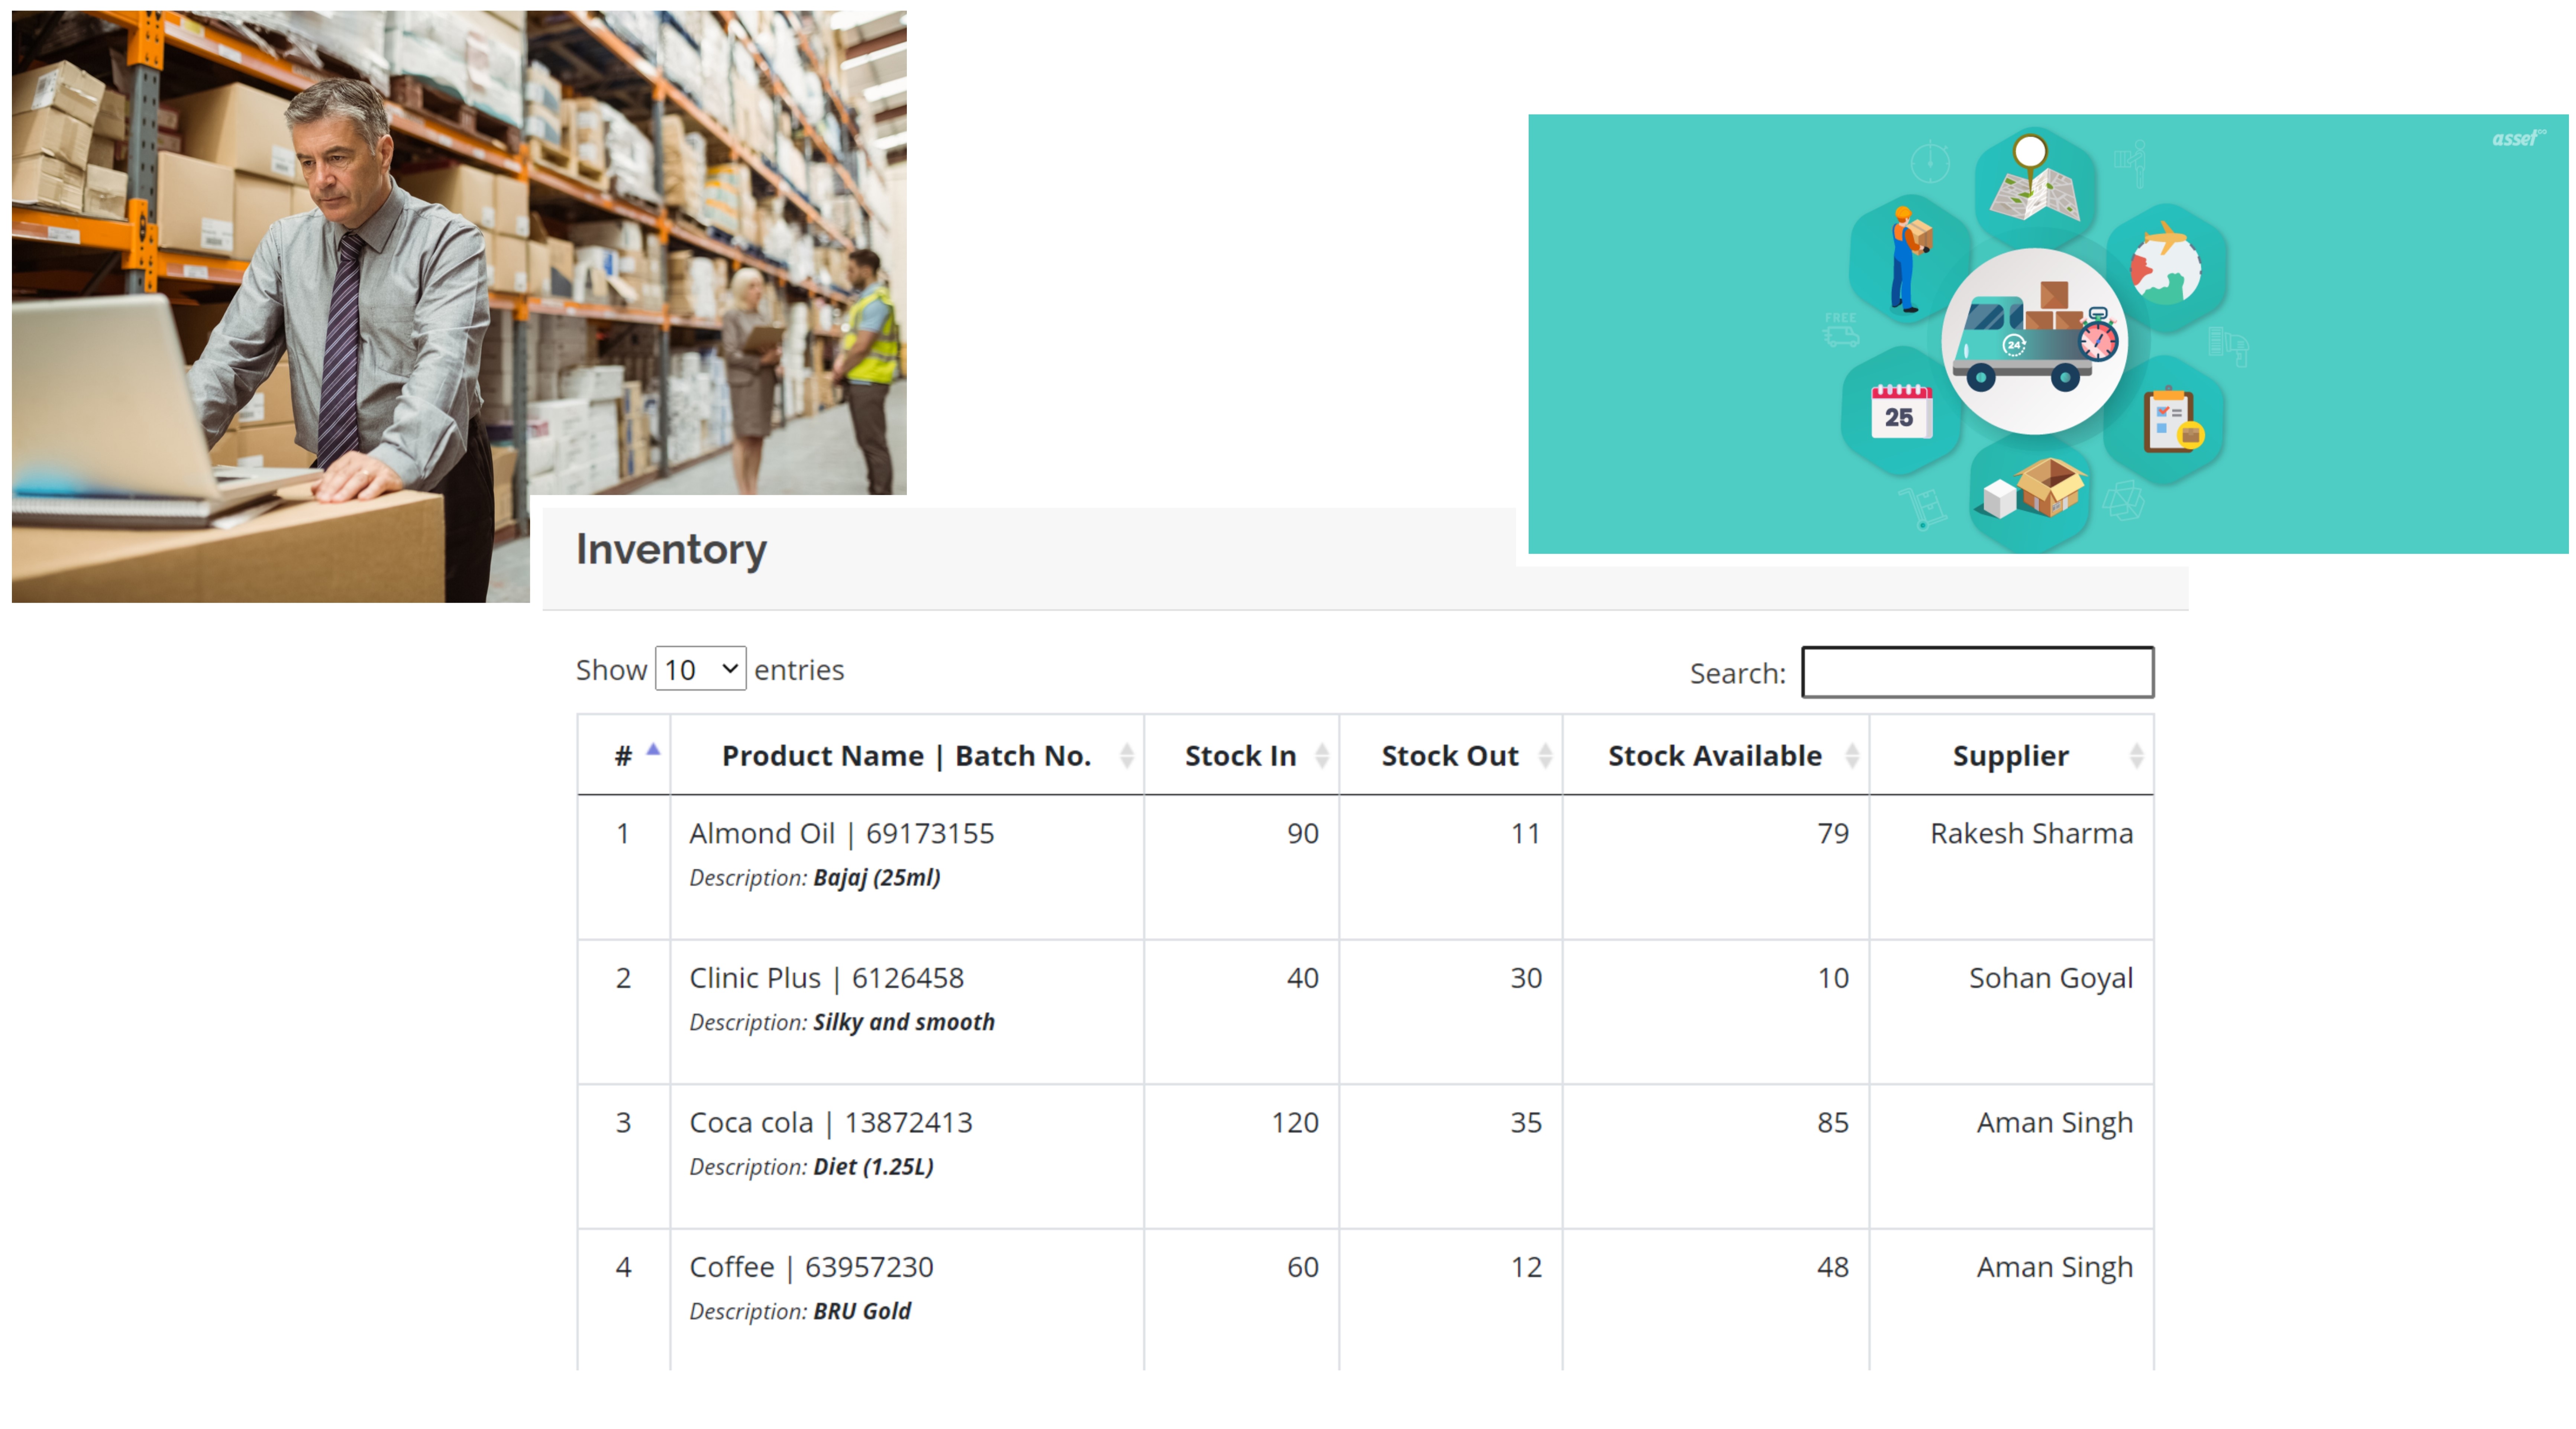 asset
FREE
24
25
Inventory
Show 10 entries
Search:
# Product Name | Batch No. Stock In Stock Out Stock Available Supplier
1 Almond Oil | 69173155 90 11 79 Rakesh Sharma
Description: Bajaj (25ml)
2 Clinic Plus | 6126458 40 30 10 Sohan Goyal
Description: Silky and smooth
3 Coca cola | 13872413 120 35 85 Aman Singh
Description: Diet (1.25L)
4 Coffee | 63957230 60 12 48 Aman Singh
Description: BRU Gold